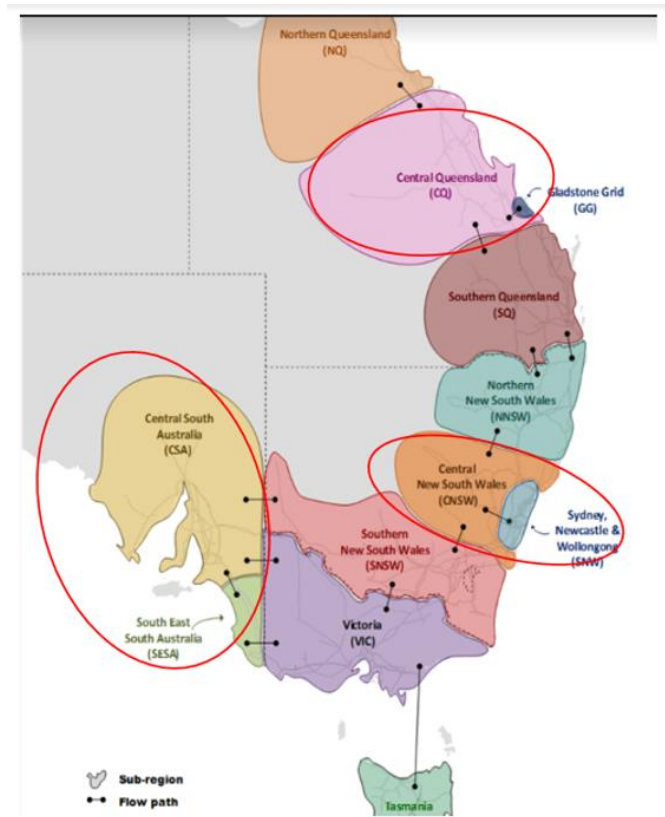 Northern Queensland
(NQ)
Central Queensland
(CQ)
Gladstone Grid
(GG)
Southern Queensland
(SQ)
Northern
New South Wales
(NNSW)
Central South
Australia
(CSA)
Central
New South Wales
(CNSW)
Sydney,
Newcastle &
Wollongong
(SNW)
Southern
New South Wales
(SNSW)
South East
South Australia
(SESA)
Victoria
(VIC)
Sub-region
Flow path
Tasmania